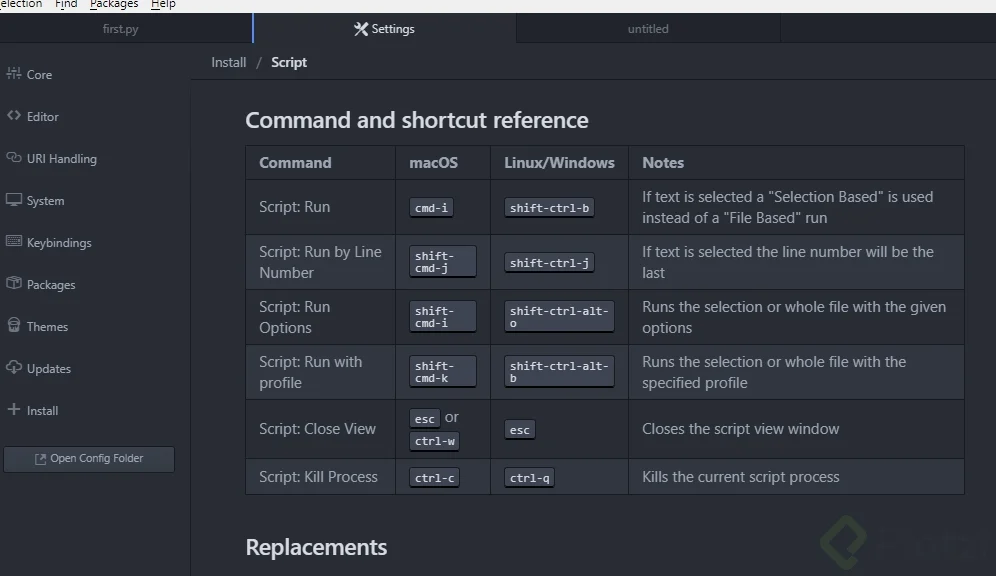 election Find Packages Help
first.py Settings untitled
Install / Script
Core
Editor
URI Handling
System
Keybindings
Packages
Themes
Updates
Install
Open Config Folder
Command and shortcut reference
Command macOS Linux/Windows Notes
Script: Run cmd-i shift-ctrl-b If text is selected a "Selection Based" is used
instead of a "File Based" run
Script: Run by Line shift- shift-ctrl-j If text is selected the line number will be the
Number cmd-j last
Script: Run shift- shift-ctrl-alt- Runs the selection or whole file with the given
Options cmd-i o options
Script: Run with shift- shift-ctrl-alt- Runs the selection or whole file with the
profile cmd-k b specified profile
Script: Close View esc or esc Closes the script view window
ctrl-w
Script: Kill Process ctrl-c ctrl-q Kills the current script process
Replacements